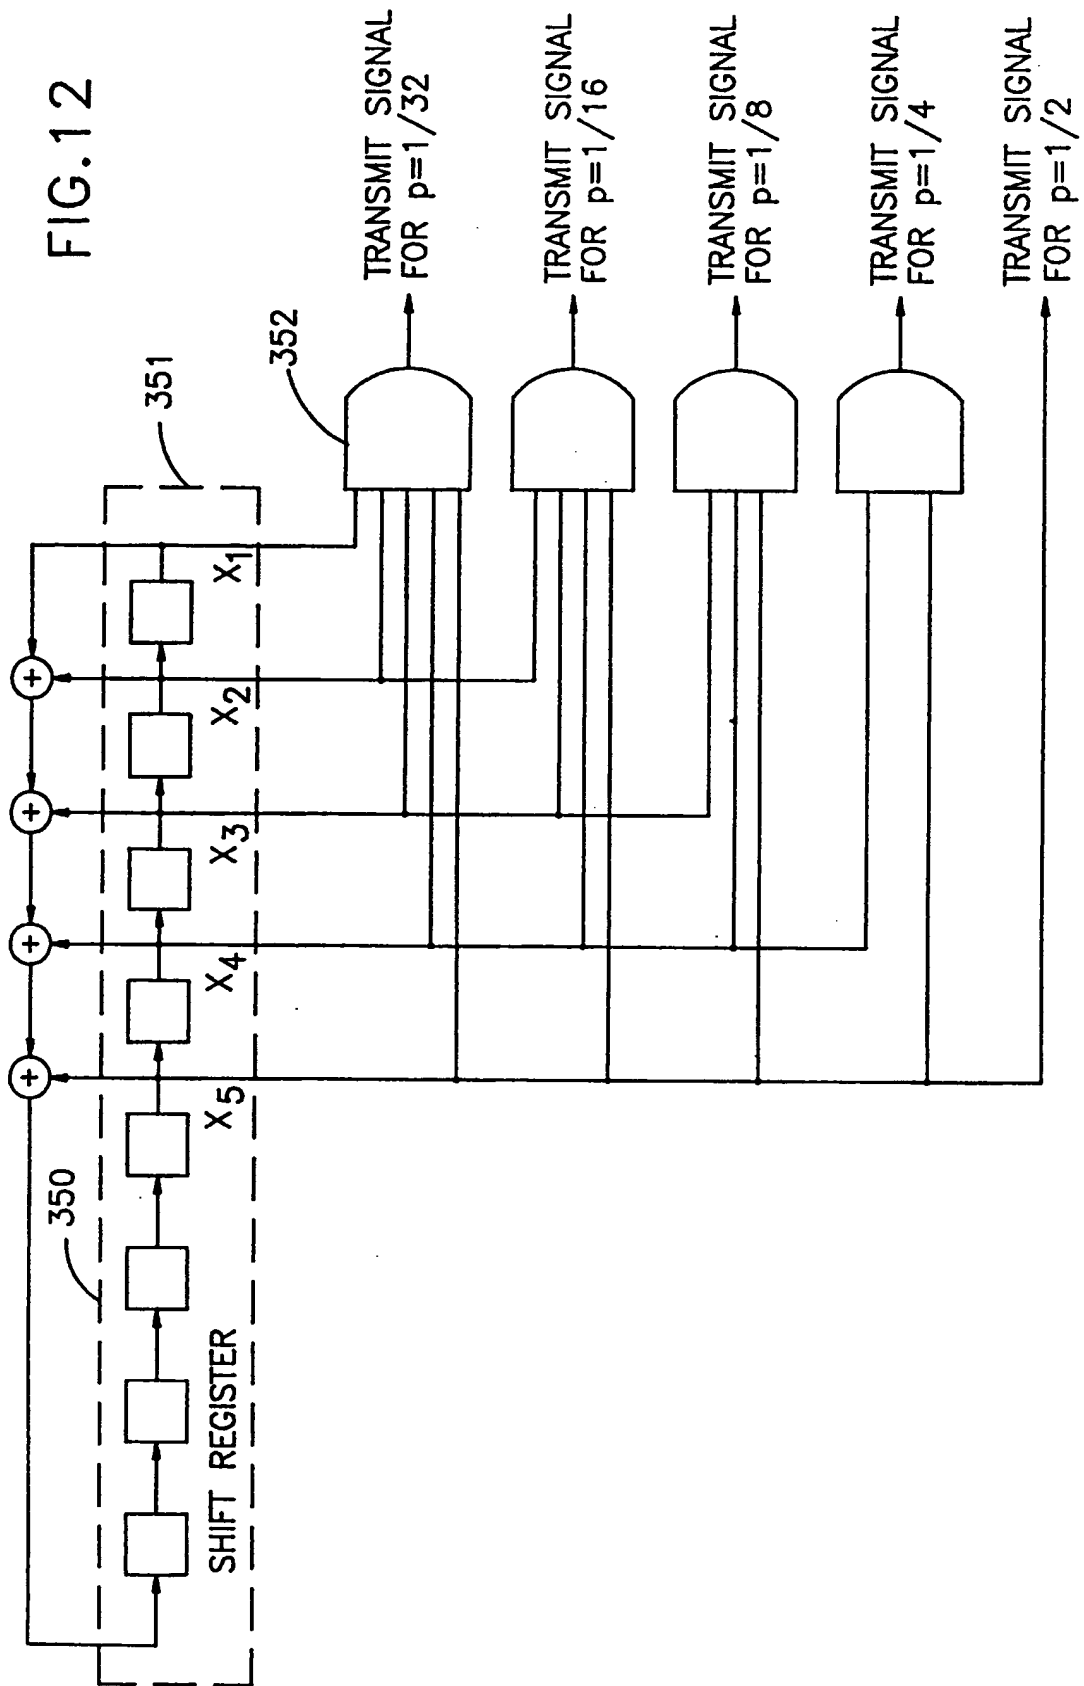 FIG.12
350
351
352
SHIFT REGISTER
X5
X4
X3
X2
X1
TRANSMIT SIGNAL
FOR p=1/32
TRANSMIT SIGNAL
FOR p=1/16
TRANSMIT SIGNAL
FOR p=1/8
TRANSMIT SIGNAL
FOR p=1/4
TRANSMIT SIGNAL
FOR p=1/2
+
+
+
+